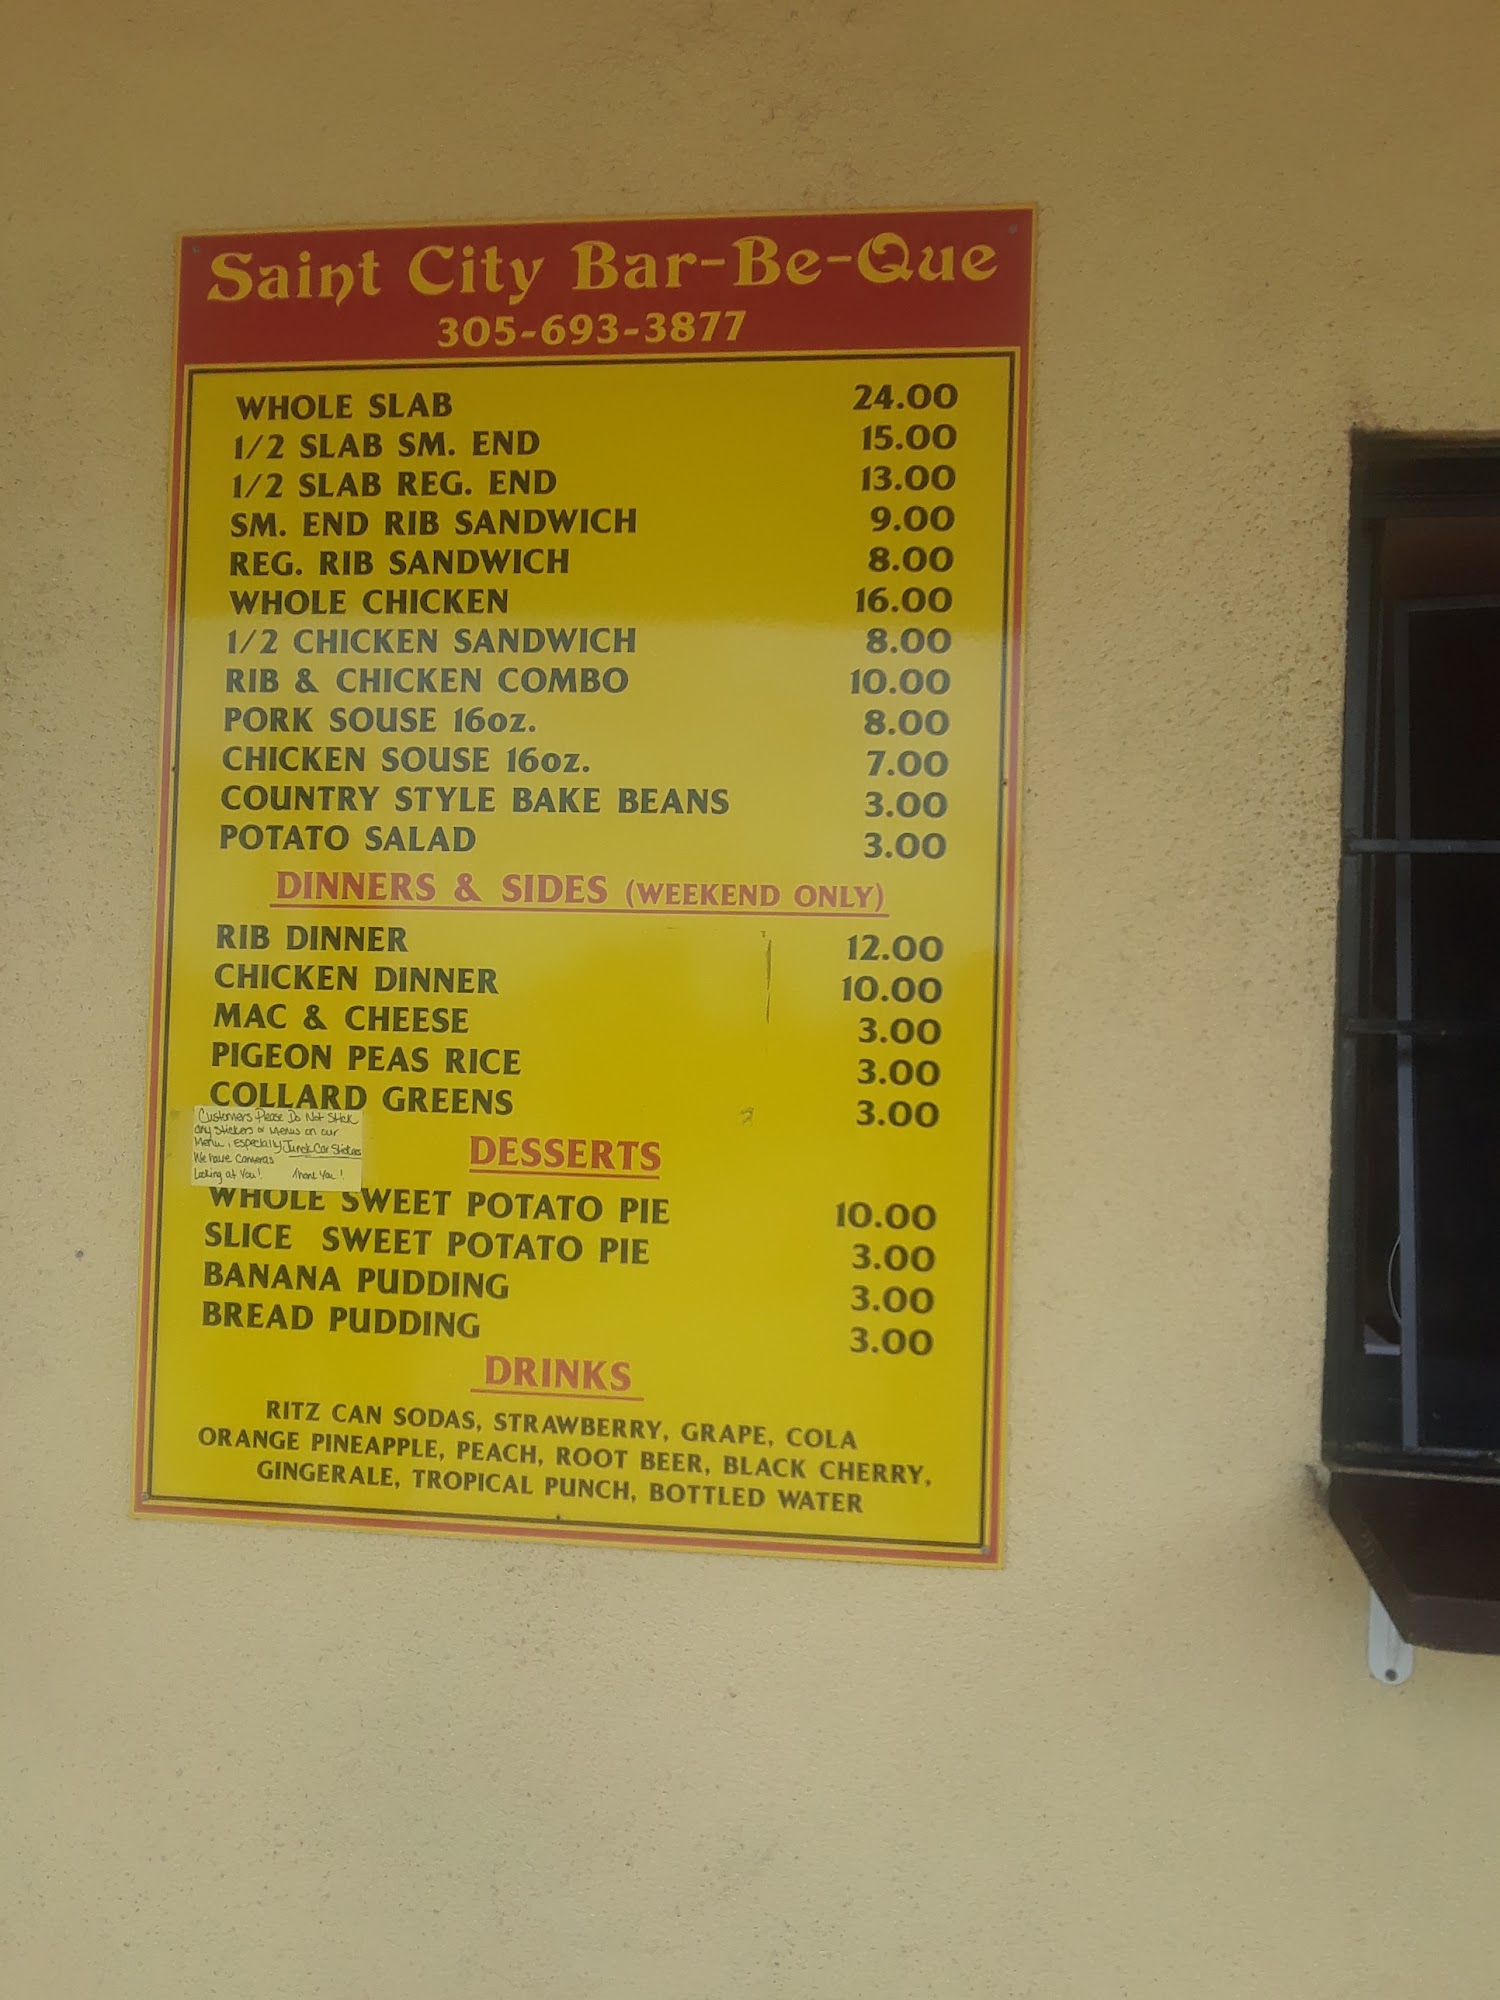 Saint City Bar-Be-Que
305-693-3877
WHOLE SLAB 24.00
1/2 SLAB SM. END 15.00
1/2 SLAB REG. END 13.00
SM. END RIB SANDWICH 9.00
REG. RIB SANDWICH 8.00
WHOLE CHICKEN 16.00
1/2 CHICKEN SANDWICH 8.00
RIB & CHICKEN COMBO 10.00
PORK SOUSE 16oz. 8.00
CHICKEN SOUSE 16oz. 7.00
COUNTRY STYLE BAKE BEANS 3.00
POTATO SALAD 3.00
DINNERS & SIDES (WEEKEND ONLY)
RIB DINNER 12.00
CHICKEN DINNER 10.00
MAC & CHEESE 3.00
PIGEON PEAS RICE 3.00
COLLARD GREENS 3.00
Customers Please Do Not Stick
any stickers or Menus on our
Menu, especially Junk Car Stickers
We have Cameras
Looking at You! Thank You!
DESSERTS
WHOLE SWEET POTATO PIE 10.00
SLICE SWEET POTATO PIE 3.00
BANANA PUDDING 3.00
BREAD PUDDING 3.00
DRINKS
RITZ CAN SODAS, STRAWBERRY, GRAPE, COLA
ORANGE PINEAPPLE, PEACH, ROOT BEER, BLACK CHERRY,
GINGERALE, TROPICAL PUNCH, BOTTLED WATER